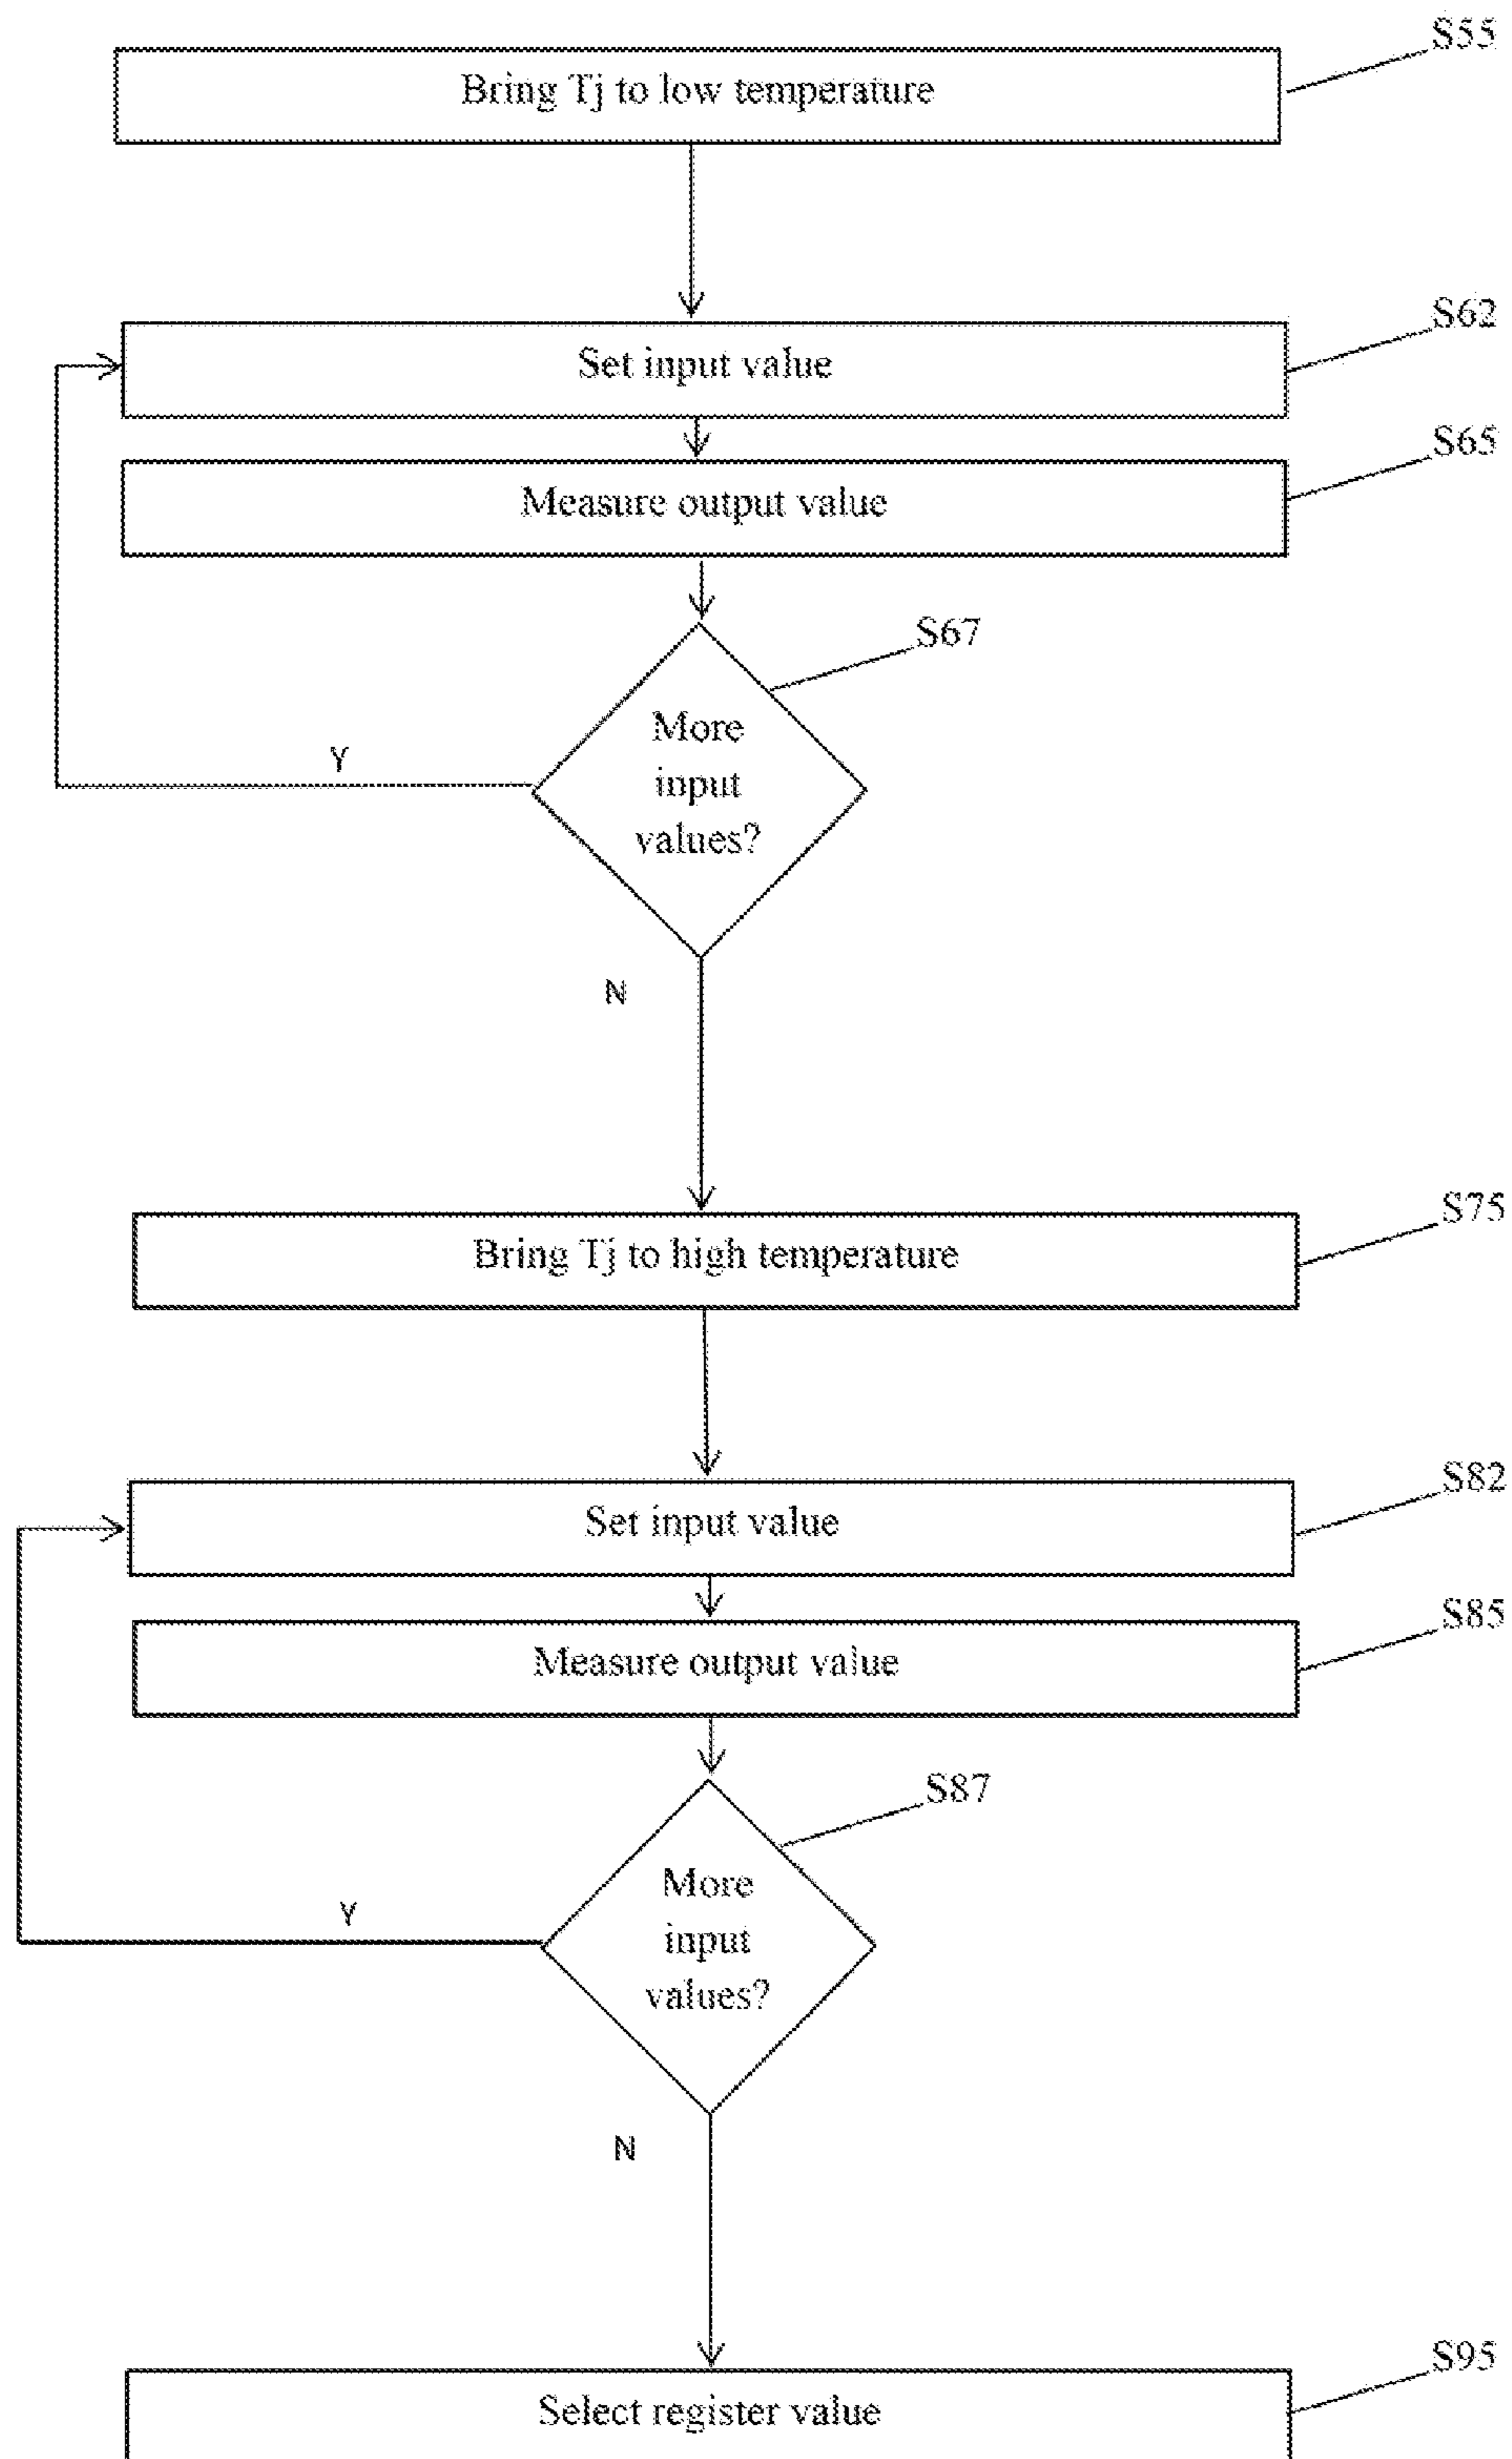 S55
Bring Tj to low temperature
S62
Set input value
S65
Measure output value
S67
More
input
values?
Y
N
S75
Bring Tj to high temperature
S82
Set input value
S85
Measure output value
S87
More
input
values?
Y
N
S95
Select register value